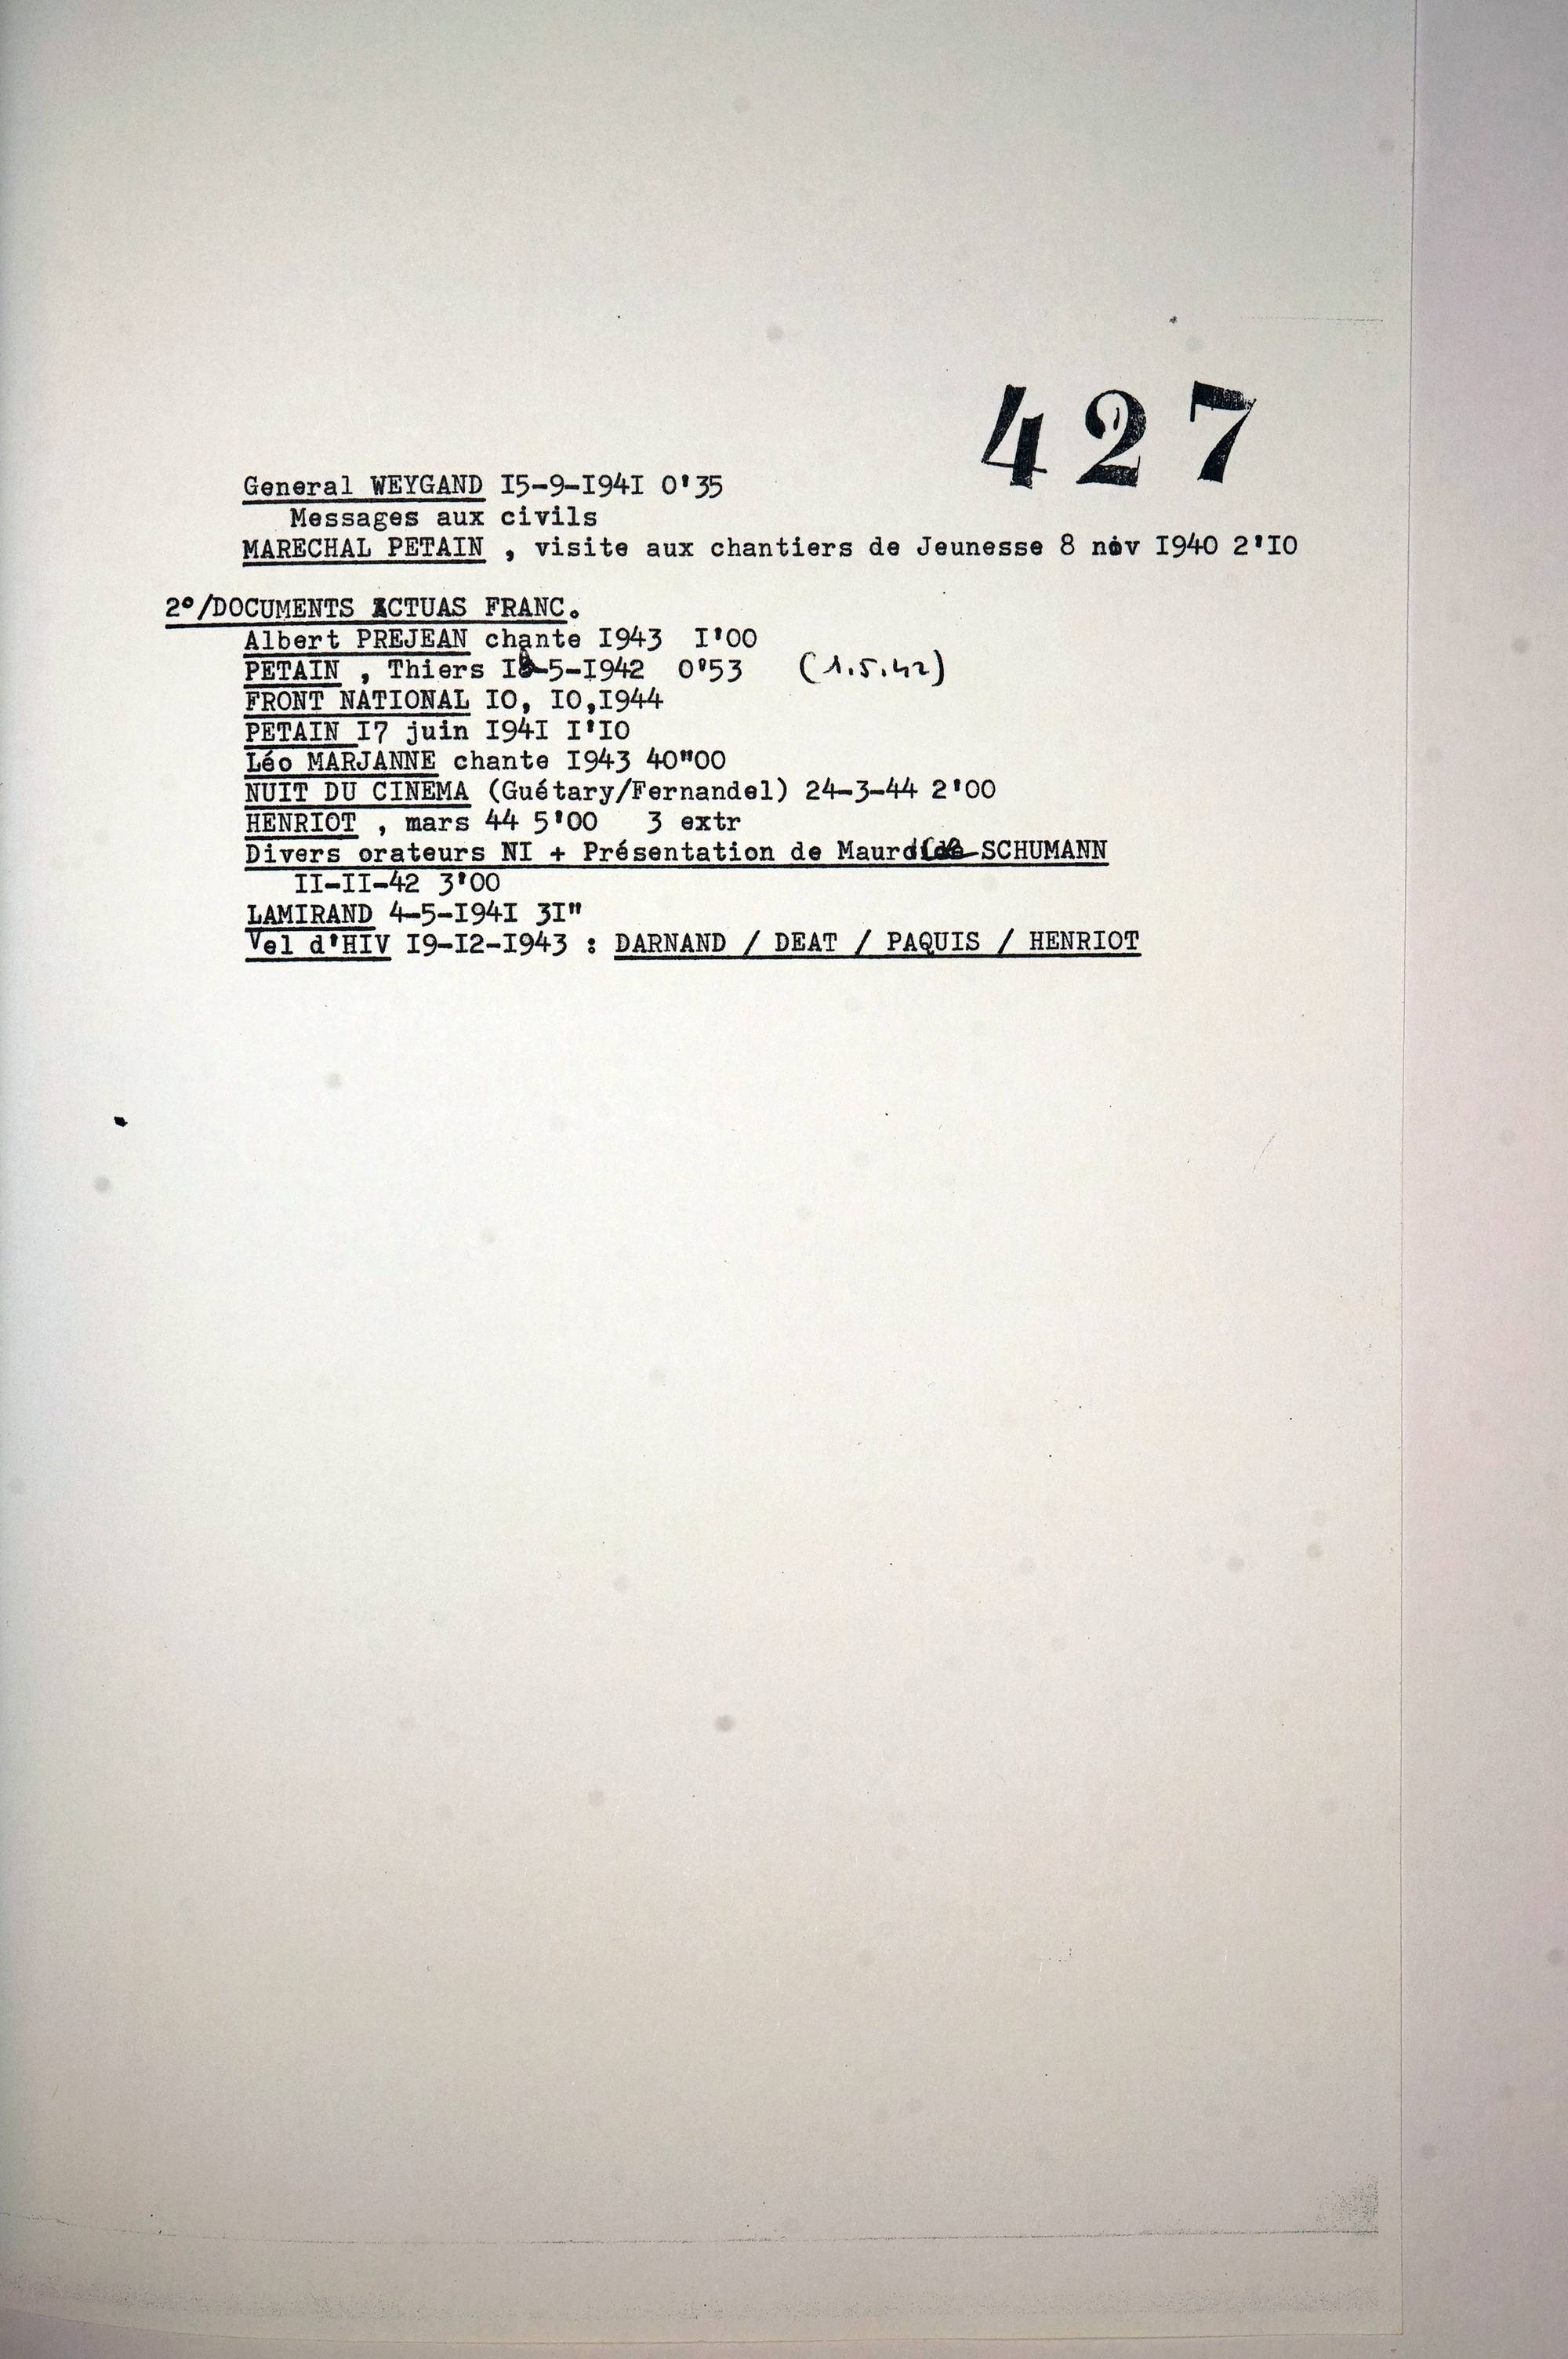 427
General WEYGAND I5-9-I94I 0'35
Messages aux civils
MARECHAL PETAIN , visite aux chantiers de Jeunesse 8 nov I940 2'IO
2°/DOCUMENTS ACTUAS FRANC.
Albert PREJEAN chante I943 I'00
PETAIN , Thiers I -5-I942 0'53 (1.5.42)
FRONT NATIONAL IO, IO,I944
PETAIN I7 juin I94I I'IO
Léo MARJANNE chante I943 40"00
NUIT DU CINEMA (Guétary/Fernandel) 24-3-44 2'00
HENRIOT , mars 44 5'00 3 extr
Divers orateurs NI + Présentation de SCHUMANN
II-II-42 3'00
LAMIRAND 4-5-I94I 3I"
Vel d'HIV I9-I2-I943 : DARNAND / DEAT / PAQUIS / HENRIOT